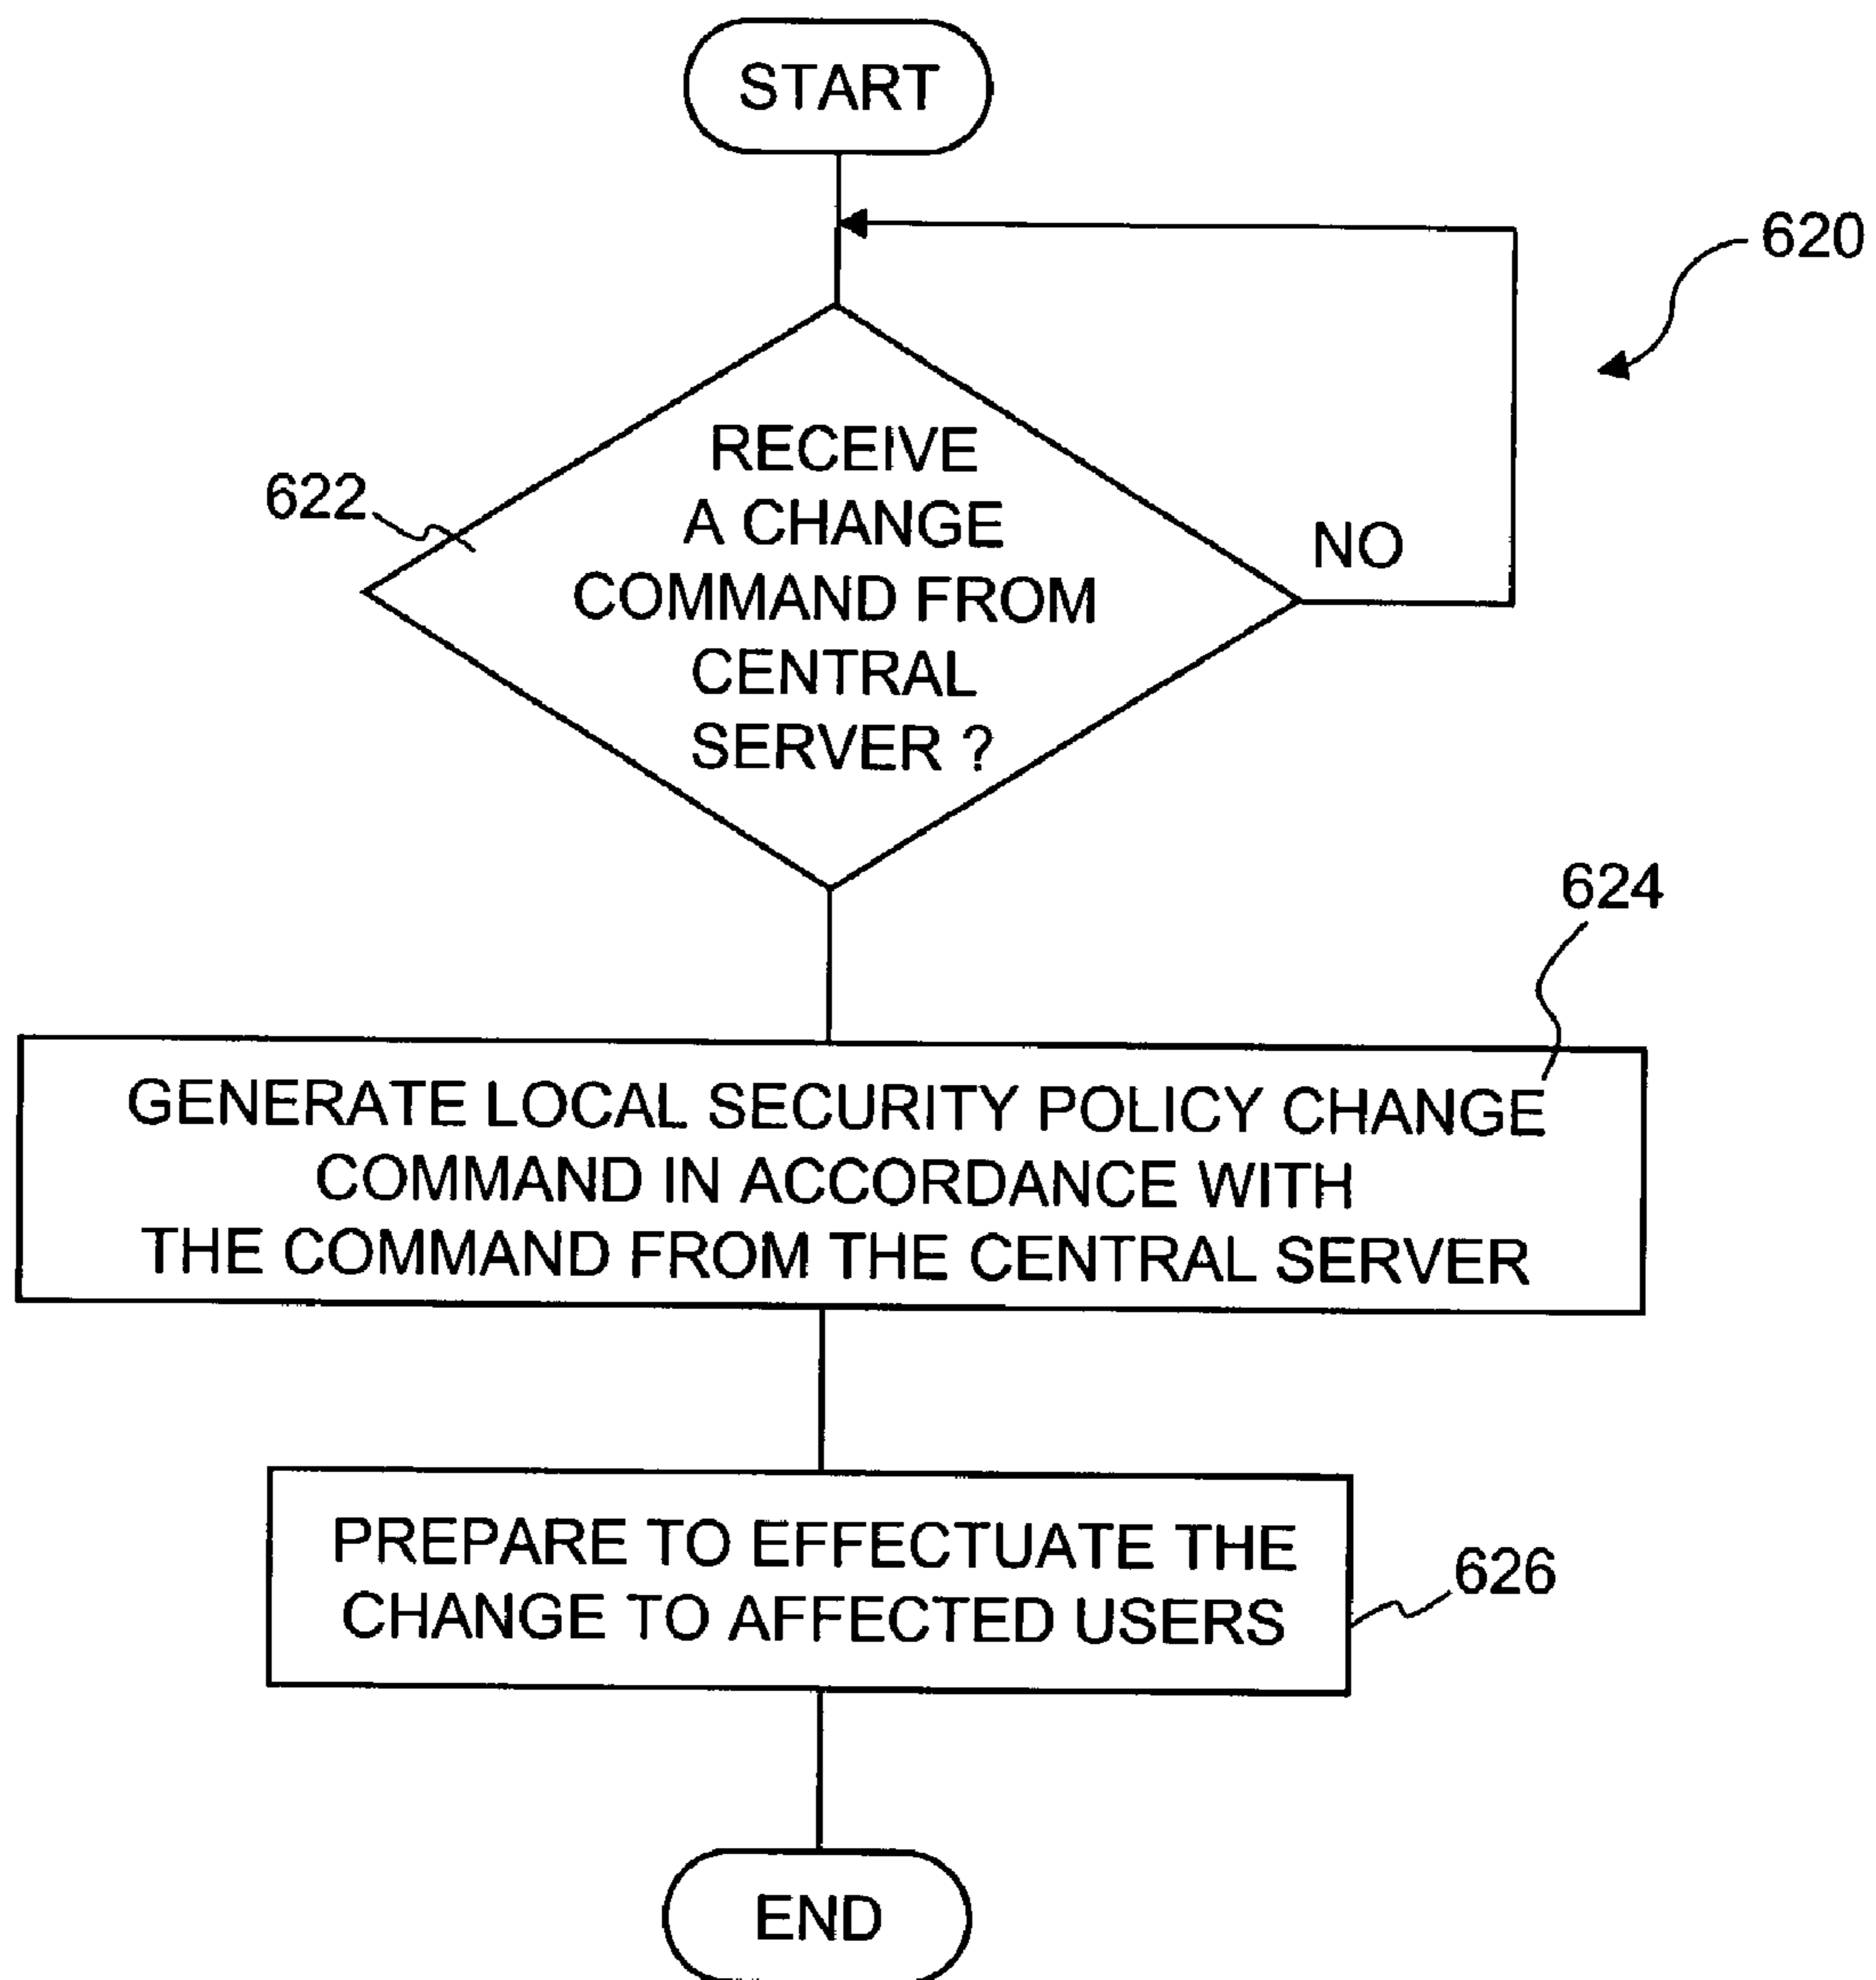 START
620
RECEIVE
A CHANGE
COMMAND FROM
CENTRAL
SERVER ?
622
NO
624
GENERATE LOCAL SECURITY POLICY CHANGE
COMMAND IN ACCORDANCE WITH
THE COMMAND FROM THE CENTRAL SERVER
PREPARE TO EFFECTUATE THE
CHANGE TO AFFECTED USERS
626
END